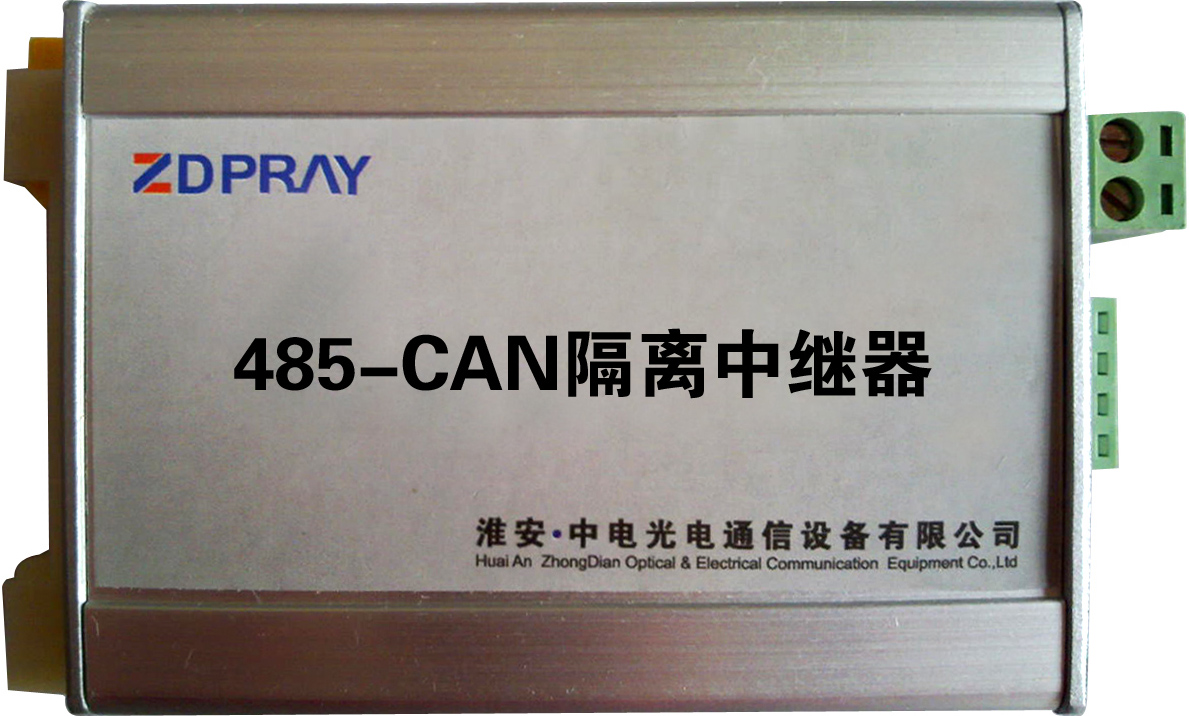 ZDPRAY
485-CAN隔离中继器
淮安·中电光电通信设备有限公司
Huai An ZhongDian Optical & Electrical Communication Equipment Co.,Ltd